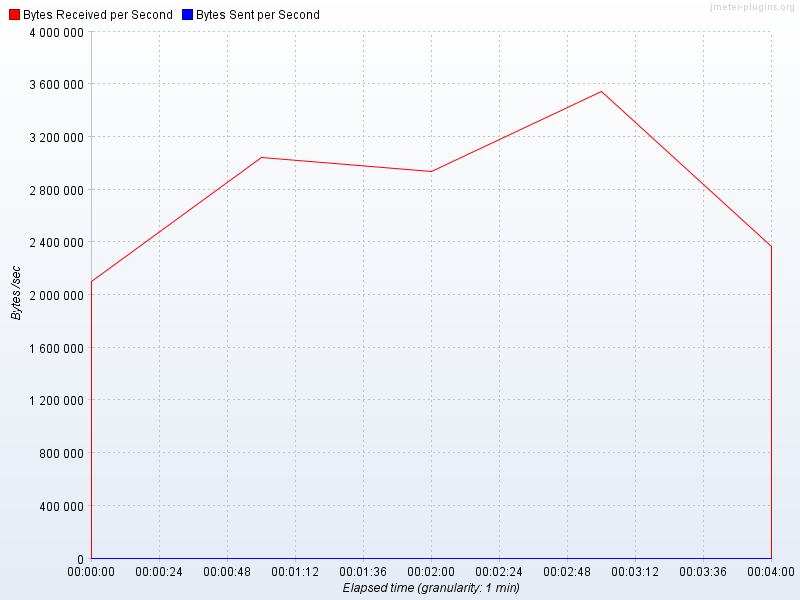 jmeter-plugins.org
Bytes Received per Second Bytes Sent per Second
4 000 000
3 600 000
3 200 000
2 800 000
2 400 000
2 000 000
1 600 000
1 200 000
800 000
400 000
0
Bytes /sec
00:00:00 00:00:24 00:00:48 00:01:12 00:01:36 00:02:00 00:02:24 00:02:48 00:03:12 00:03:36 00:04:00
Elapsed time (granularity: 1 min)